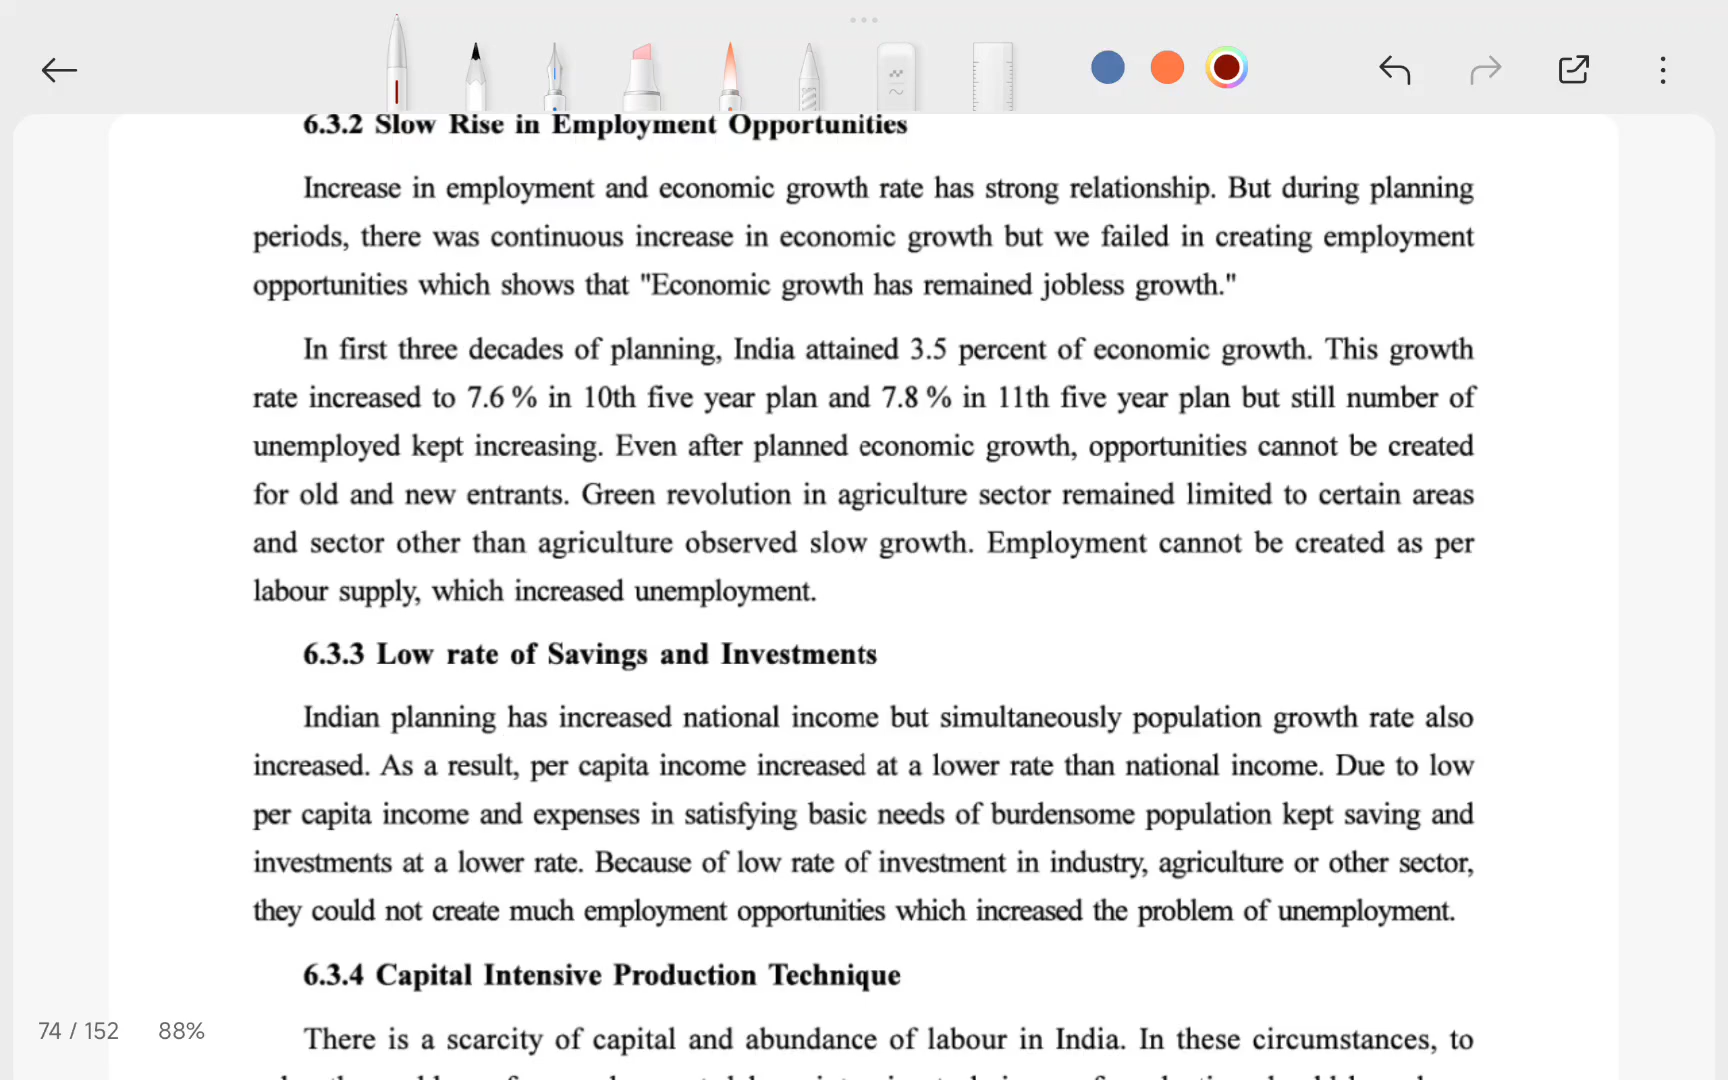 6.3.2 Slow Rise in Employment Opportunities
Increase in employment and economic growth rate has strong relationship. But during planning
periods, there was continuous increase in economic growth but we failed in creating employment
opportunities which shows that "Economic growth has remained jobless growth."
In first three decades of planning, India attained 3.5 percent of economic growth. This growth
rate increased to 7.6 % in 10th five year plan and 7.8 % in 11th five year plan but still number of
unemployed kept increasing. Even after planned economic growth, opportunities cannot be created
for old and new entrants. Green revolution in agriculture sector remained limited to certain areas
and sector other than agriculture observed slow growth. Employment cannot be created as per
labour supply, which increased unemployment.
6.3.3 Low rate of Savings and Investments
Indian planning has increased national income but simultaneously population growth rate also
increased. As a result, per capita income increased at a lower rate than national income. Due to low
per capita income and expenses in satisfying basic needs of burdensome population kept saving and
investments at a lower rate. Because of low rate of investment in industry, agriculture or other sector,
they could not create much employment opportunities which increased the problem of unemployment.
6.3.4 Capital Intensive Production Technique
There is a scarcity of capital and abundance of labour in India. In these circumstances, to
74 / 152 88%